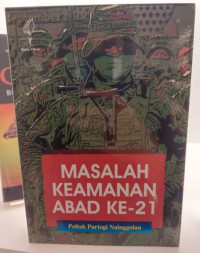 MASALAH
KEAMANAN
ABAD KE-21
Poltak Partogi Nainggolan